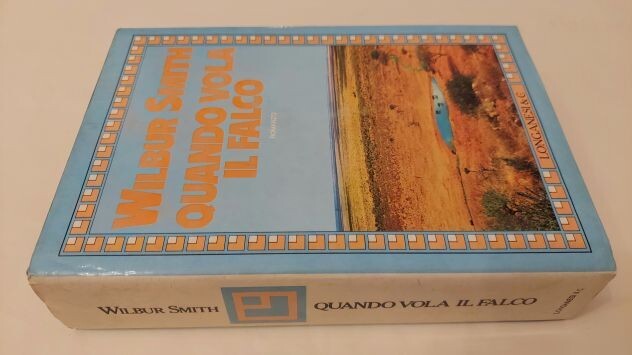 WILBUR SMITH
QUANDO VOLA
IL FALCO
ROMANZO
LONGANESI & C.
WILBUR SMITH
QUANDO VOLA IL FALCO
LONGANESI & C.